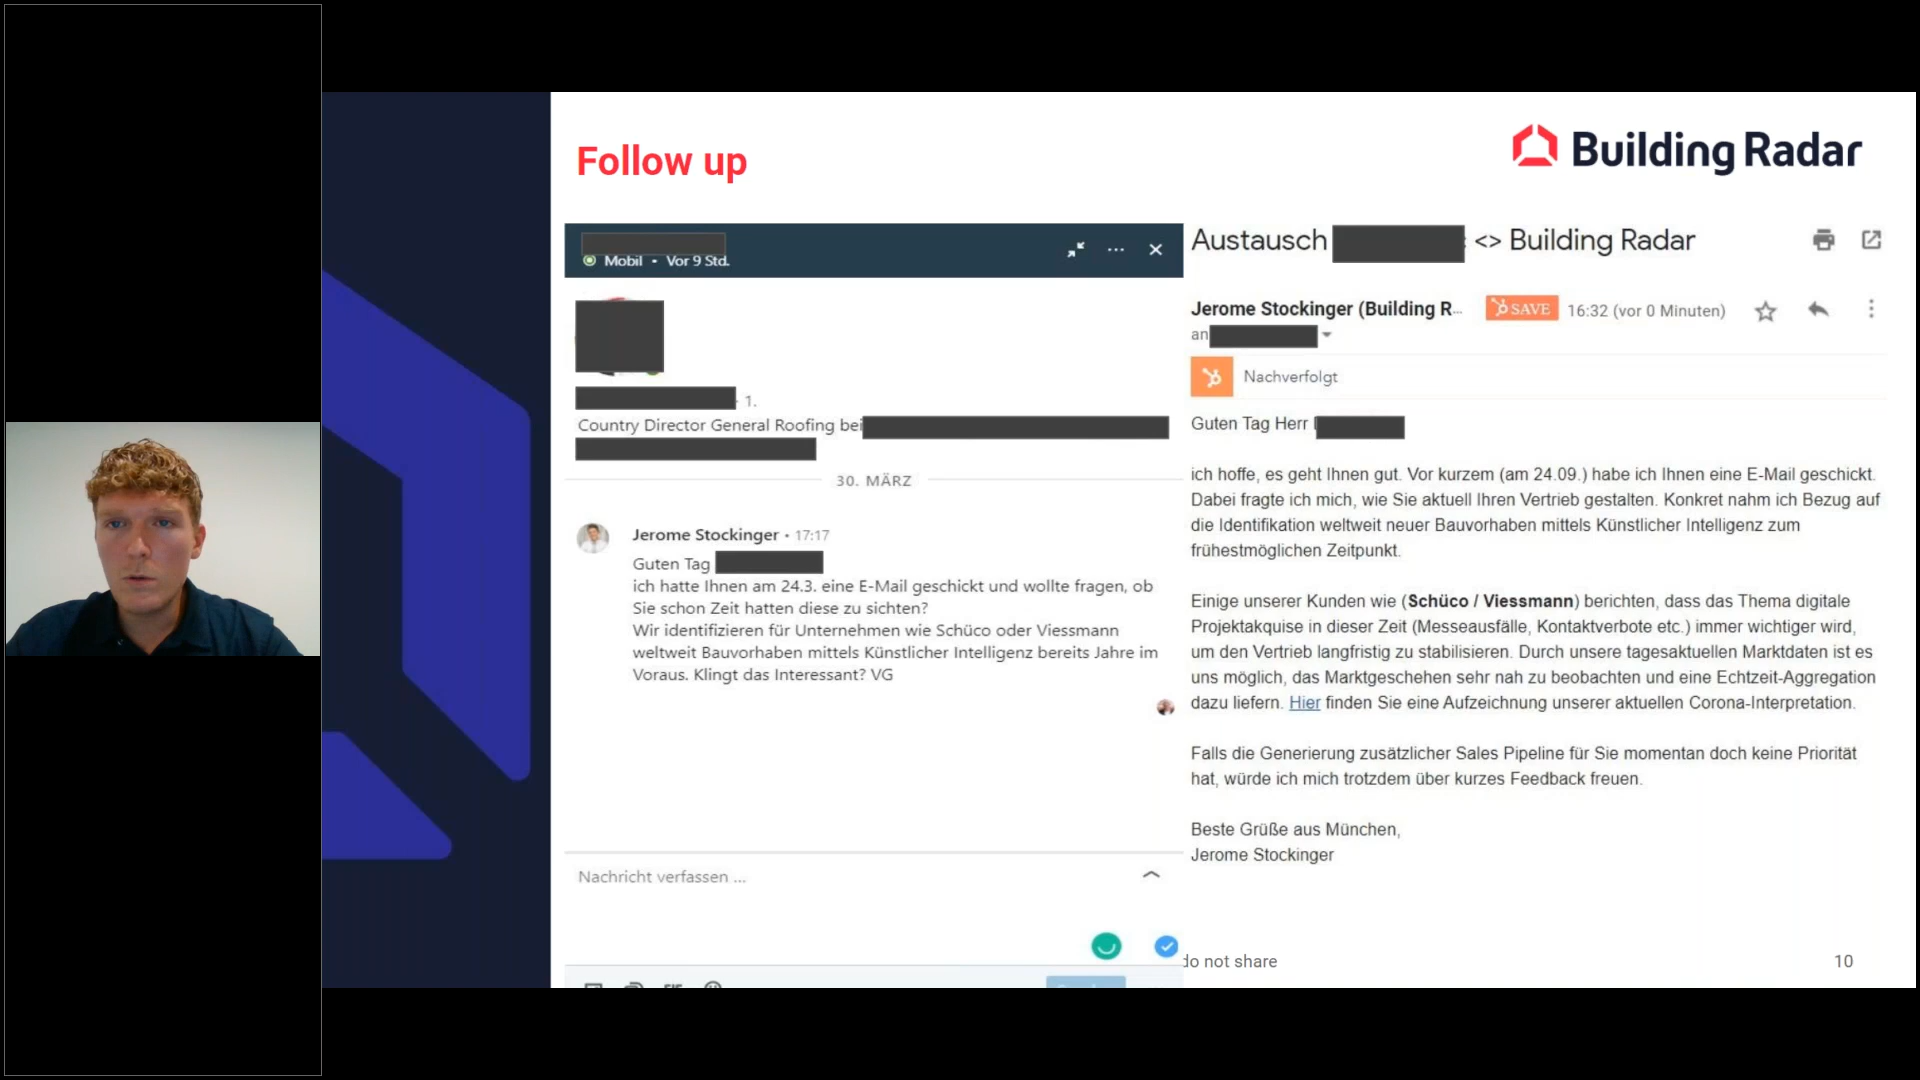 Follow up
Building Radar
Mobil • Vor 9 Std.
1.
Country Director General Roofing bei
30. MÄRZ
Jerome Stockinger • 17:17
Guten Tag
ich hatte Ihnen am 24.3. eine E-Mail geschickt und wollte fragen, ob
Sie schon Zeit hatten diese zu sichten?
Wir identifizieren für Unternehmen wie Schüco oder Viessmann
weltweit Bauvorhaben mittels Künstlicher Intelligenz bereits Jahre im
Voraus. Klingt das Interessant? VG
Nachricht verfassen ...
Austausch <> Building Radar
Jerome Stockinger (Building R... SAVE 16:32 (vor 0 Minuten)
an
Nachverfolgt
Guten Tag Herr
ich hoffe, es geht Ihnen gut. Vor kurzem (am 24.09.) habe ich Ihnen eine E-Mail geschickt.
Dabei fragte ich mich, wie Sie aktuell Ihren Vertrieb gestalten. Konkret nahm ich Bezug auf
die Identifikation weltweit neuer Bauvorhaben mittels Künstlicher Intelligenz zum
frühestmöglichen Zeitpunkt.
Einige unserer Kunden wie (Schüco / Viessmann) berichten, dass das Thema digitale
Projektakquise in dieser Zeit (Messeausfälle, Kontaktverbote etc.) immer wichtiger wird,
um den Vertrieb langfristig zu stabilisieren. Durch unsere tagesaktuellen Marktdaten ist es
uns möglich, das Marktgeschehen sehr nah zu beobachten und eine Echtzeit-Aggregation
dazu liefern. Hier finden Sie eine Aufzeichnung unserer aktuellen Corona-Interpretation.
Falls die Generierung zusätzlicher Sales Pipeline für Sie momentan doch keine Priorität
hat, würde ich mich trotzdem über kurzes Feedback freuen.
Beste Grüße aus München,
Jerome Stockinger
do not share
10